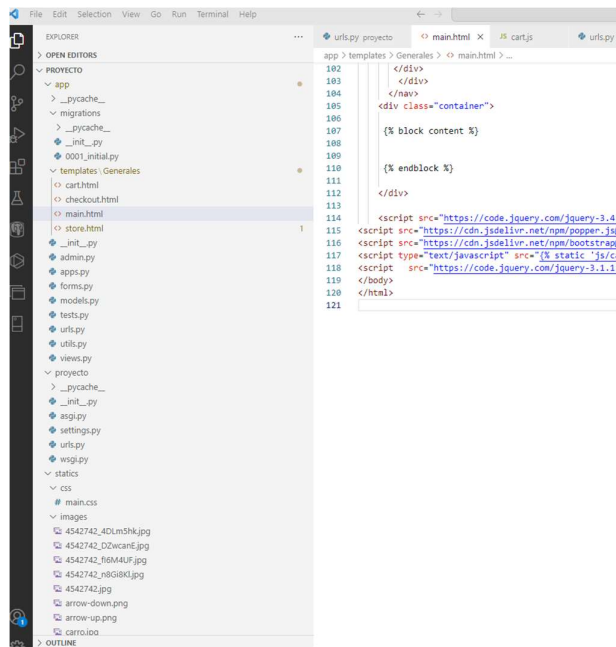 File Edit Selection View Go Run Terminal Help
EXPLORER
OPEN EDITORS
PROYECTO
app
__pycache__
migrations
__pycache__
__init__.py
0001_initial.py
templates\Generales
cart.html
checkout.html
main.html
store.html 1
__init__.py
admin.py
apps.py
forms.py
models.py
tests.py
urls.py
utils.py
views.py
proyecto
__pycache__
__init__.py
asgi.py
settings.py
urls.py
wsgi.py
statics
css
# main.css
images
4542742_4DLm5hk.jpg
4542742_DZwcanE.jpg
4542742_fI6M4UF.jpg
4542742_n8Gi8Kl.jpg
4542742.jpg
arrow-down.png
arrow-up.png
carro.jpg
OUTLINE
urls.py proyecto <> main.html × JS cart.js urls.py
app > templates > Generales > <> main.html > ...
102 </div>
103 </div>
104 </nav>
105 <div class="container">
106
107 {% block content %}
108
109
110 {% endblock %}
111
112 </div>
113
114 <script src="https://code.jquery.com/jquery-3.4
115 <script src="https://cdn.jsdelivr.net/npm/popper.js
116 <script src="https://cdn.jsdelivr.net/npm/bootstrap
117 <script type="text/javascript" src="{% static 'js/ca
118 <script src="https://code.jquery.com/jquery-3.1.1
119 </body>
120 </html>
121